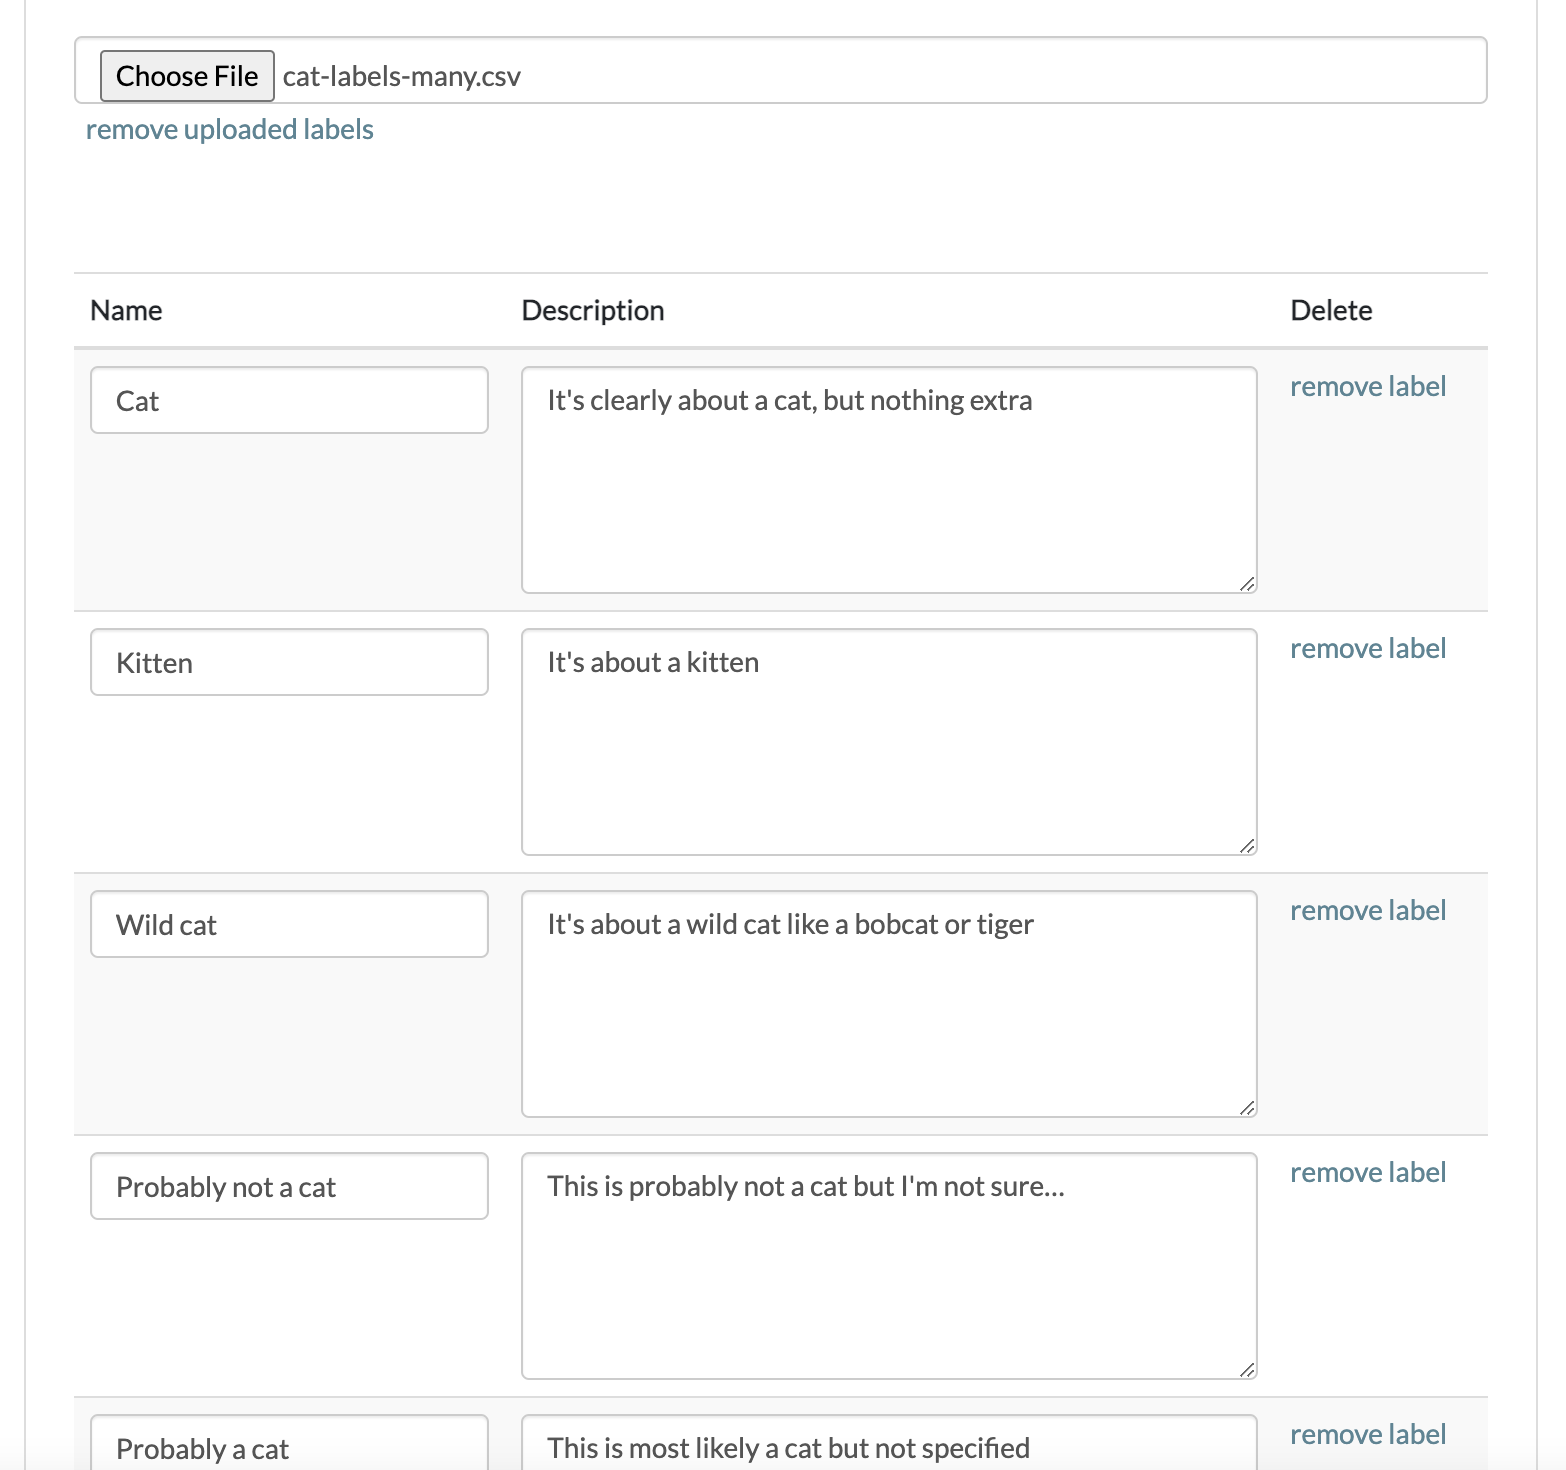 Choose File cat-labels-many.csv
remove uploaded labels
Name Description Delete
Cat It's clearly about a cat, but nothing extra remove label
Kitten It's about a kitten remove label
Wild cat It's about a wild cat like a bobcat or tiger remove label
Probably not a cat This is probably not a cat but I'm not sure... remove label
Probably a cat This is most likely a cat but not specified remove label